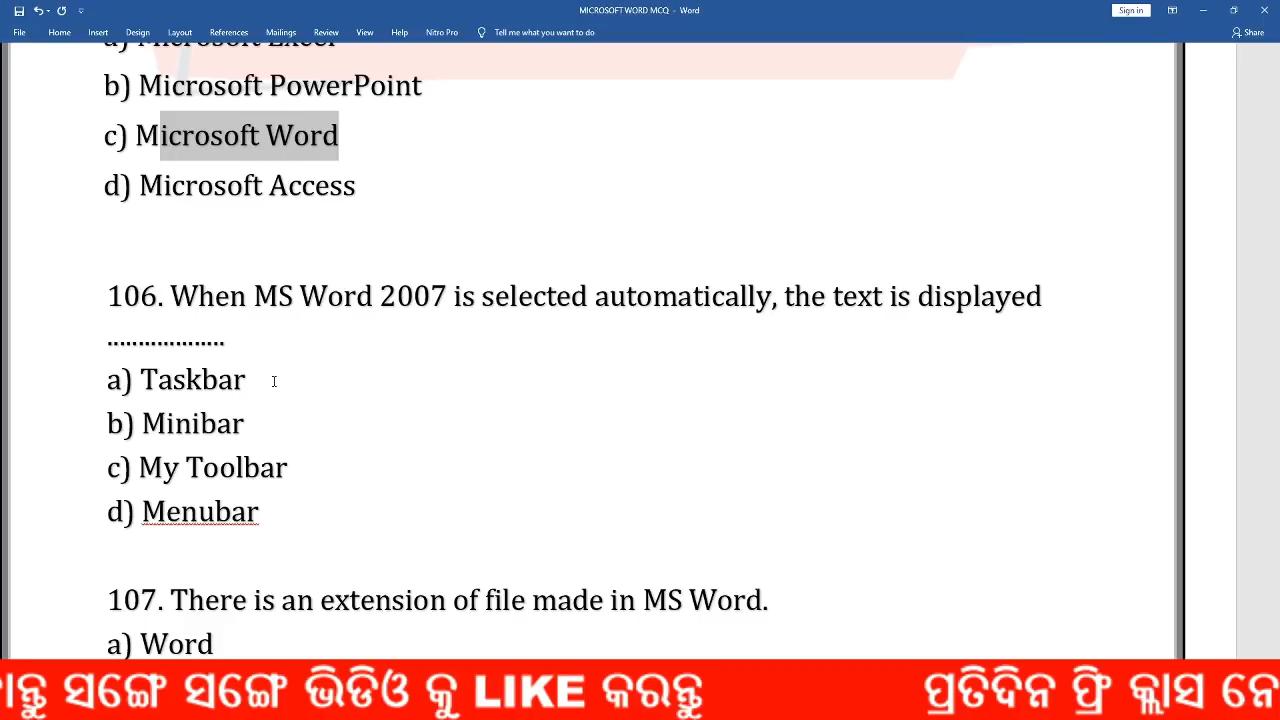 MICROSOFT WORD MCQ - Word
Sign in
File Home Insert Design Layout References Mailings Review View Help Nitro Pro Tell me what you want to do Share
a) Microsoft Excel
b) Microsoft PowerPoint
c) Microsoft Word
d) Microsoft Access
106. When MS Word 2007 is selected automatically, the text is displayed
...................
a) Taskbar
b) Minibar
c) My Toolbar
d) Menubar
107. There is an extension of file made in MS Word.
a) Word
ସଙ୍ଗେ ସଙ୍ଗେ ଭିଡିଓ କୁ LIKE କରନ୍ତୁ ପ୍ରତିଦିନ ଫ୍ରି କ୍ଲାସ